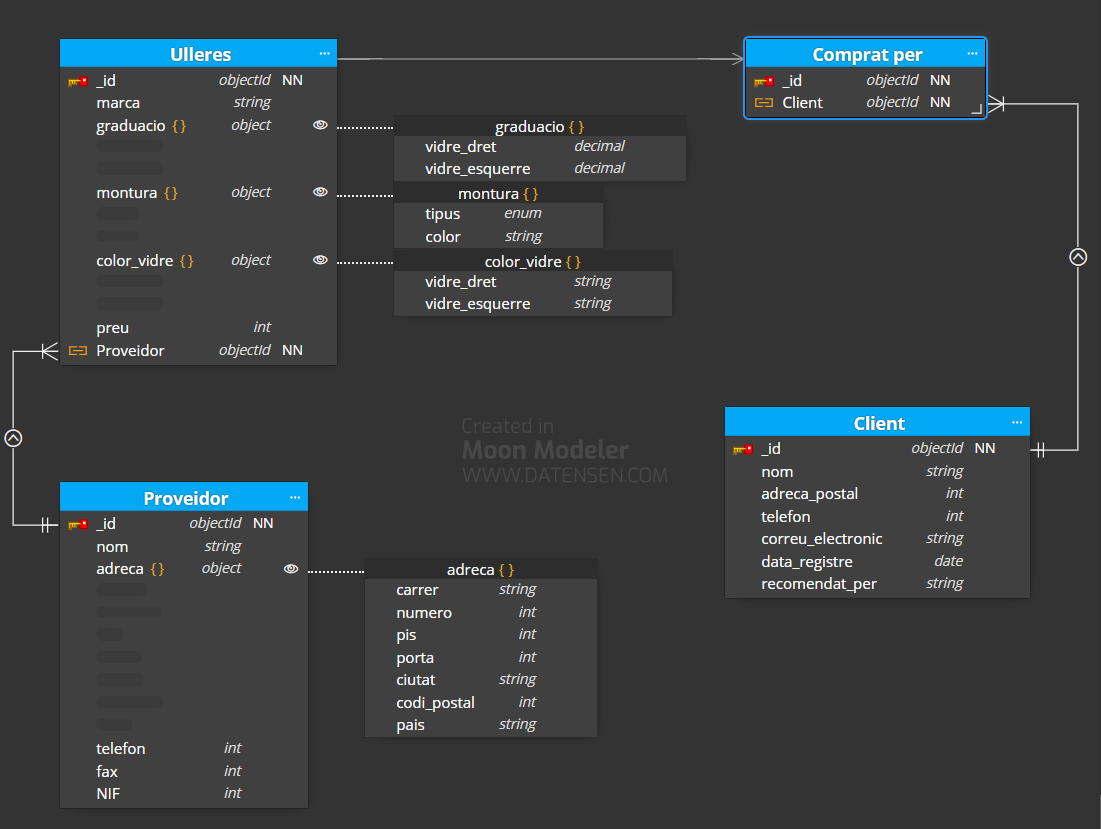 Ulleres ...
_id objectId NN
marca string
graduacio { } object
montura { } object
color_vidre { } object
preu int
Proveidor objectId NN
graduacio { }
vidre_dret decimal
vidre_esquerre decimal
montura { }
tipus enum
color string
color_vidre { }
vidre_dret string
vidre_esquerre string
Comprat per ...
_id objectId NN
Client objectId NN
Created in
Moon Modeler
WWW.DATENSEN.COM
Client ...
_id objectId NN
nom string
adreca_postal int
telefon int
correu_electronic string
data_registre date
recomendat_per string
Proveidor ...
_id objectId NN
nom string
adreca { } object
telefon int
fax int
NIF int
adreca { }
carrer string
numero int
pis int
porta int
ciutat string
codi_postal int
pais string